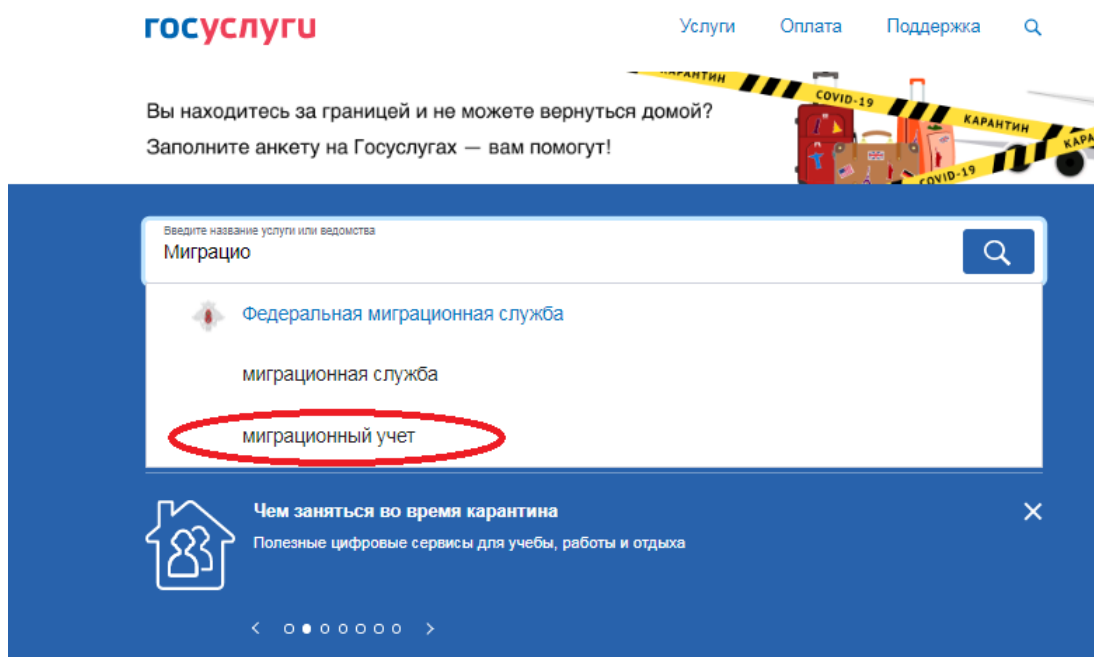 госуслуги
Услуги Оплата Поддержка
КАРАНТИН
COVID-19
КАРАНТИН
COVID-19
Вы находитесь за границей и не можете вернуться домой?
Заполните анкету на Госуслугах — вам помогут!
Введите название услуги или ведомства
Миграцио
Федеральная миграционная служба
миграционная служба
миграционный учет
Чем заняться во время карантина
Полезные цифровые сервисы для учебы, работы и отдыха